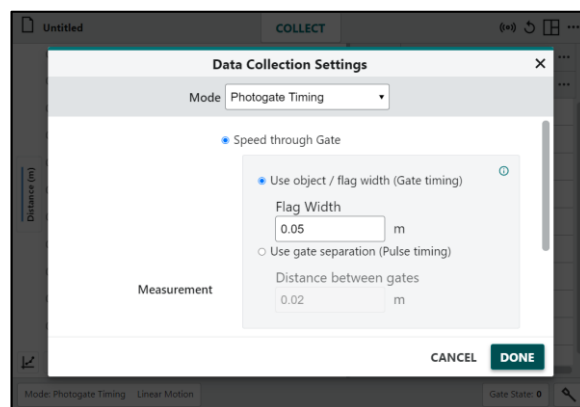 Untitled
COLLECT
Data Collection Settings
Mode Photogate Timing
Speed through Gate
Use object / flag width (Gate timing)
Flag Width
0.05 m
Use gate separation (Pulse timing)
Distance between gates
Measurement
0.02 m
CANCEL DONE
Distance (m)
Mode: Photogate Timing Linear Motion
Gate State: 0